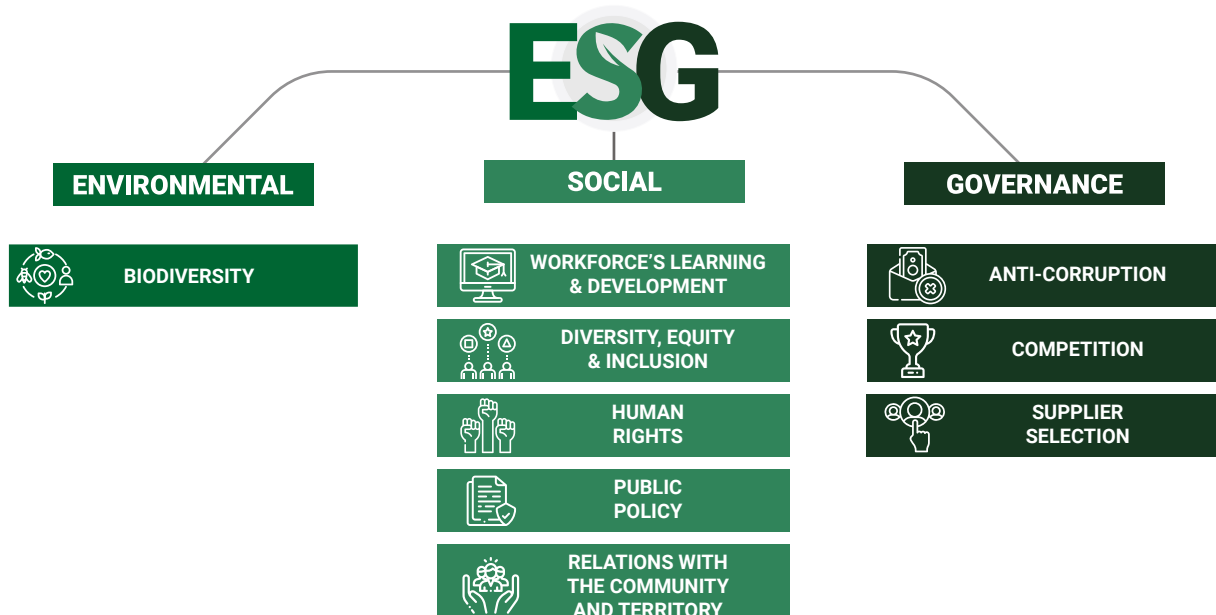 ESG
ENVIRONMENTAL
SOCIAL
GOVERNANCE
BIODIVERSITY
WORKFORCE’S LEARNING
& DEVELOPMENT
DIVERSITY, EQUITY
& INCLUSION
HUMAN
RIGHTS
PUBLIC
POLICY
RELATIONS WITH
THE COMMUNITY
AND TERRITORY
ANTI-CORRUPTION
COMPETITION
SUPPLIER
SELECTION